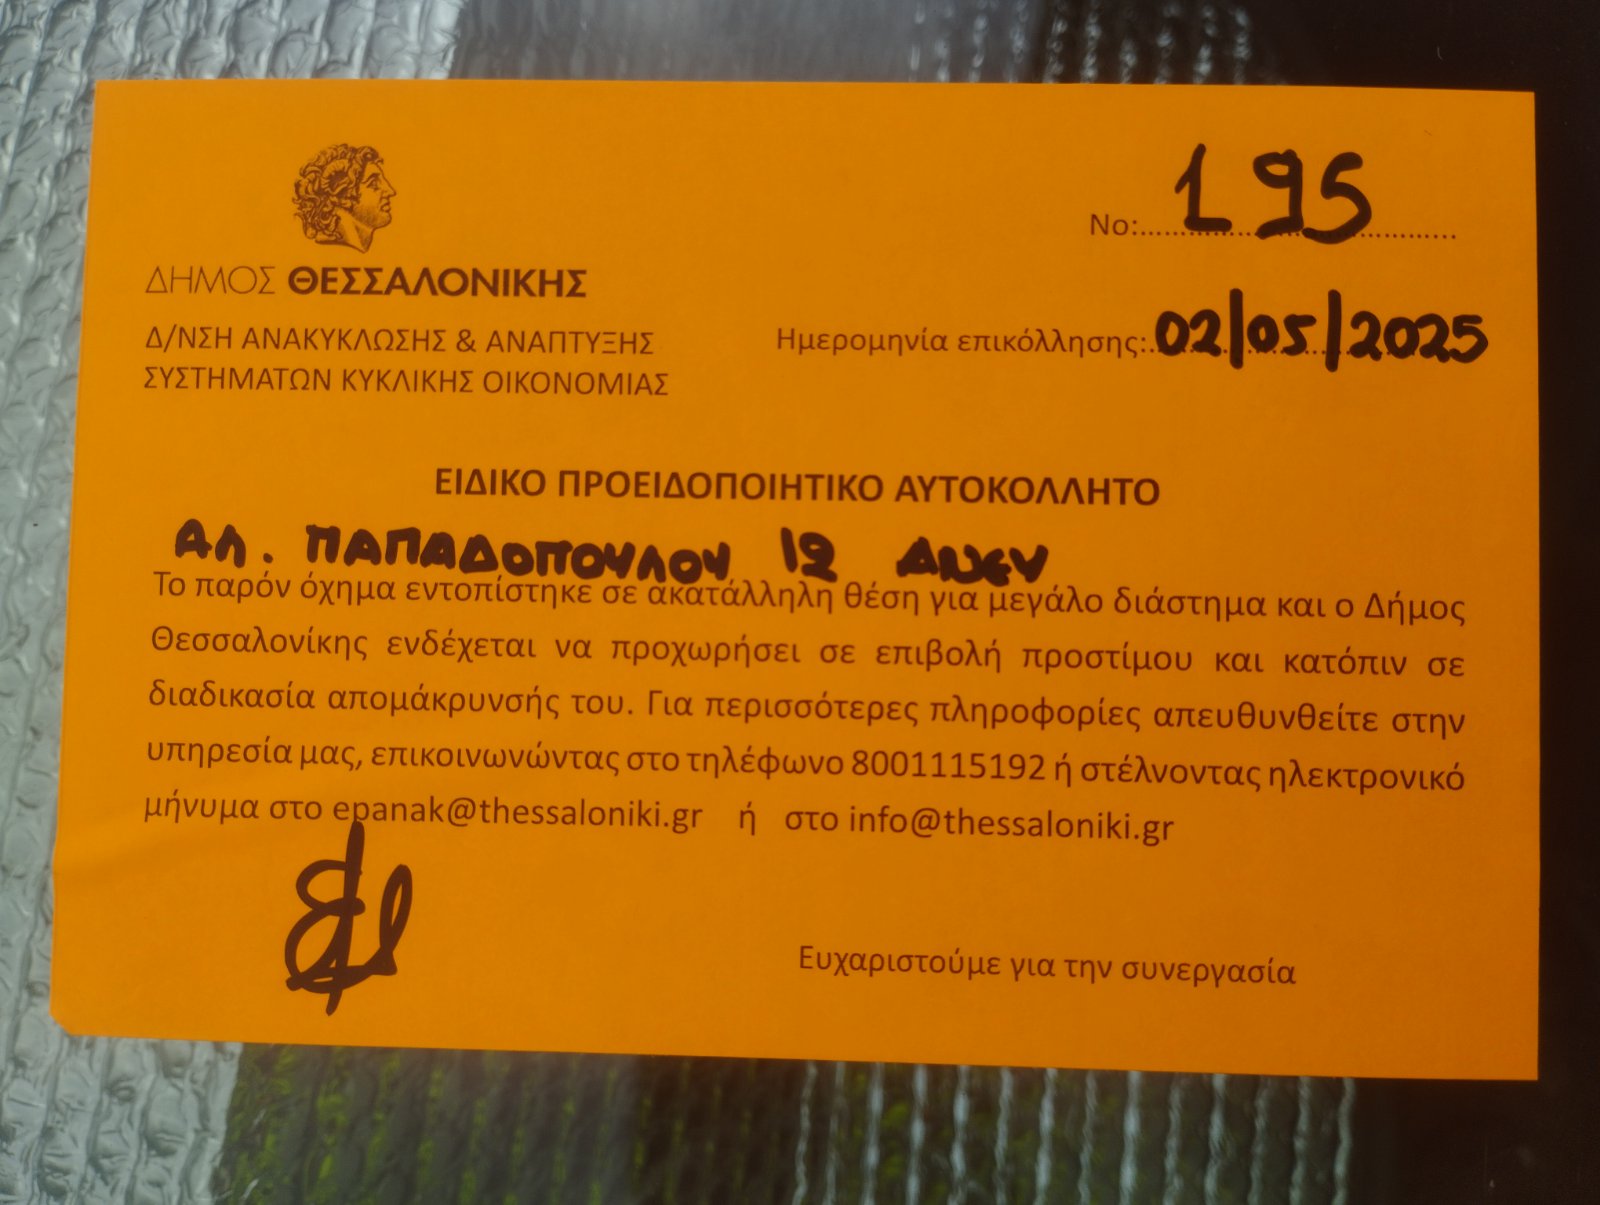 Νο:........195........
ΔΗΜΟΣ ΘΕΣΣΑΛΟΝΙΚΗΣ
Δ/ΝΣΗ ΑΝΑΚΥΚΛΩΣΗΣ & ΑΝΑΠΤΥΞΗΣ
ΣΥΣΤΗΜΑΤΩΝ ΚΥΚΛΙΚΗΣ ΟΙΚΟΝΟΜΙΑΣ
Ημερομηνία επικόλλησης:..02/05/2025
ΕΙΔΙΚΟ ΠΡΟΕΙΔΟΠΟΙΗΤΙΚΟ ΑΥΤΟΚΟΛΛΗΤΟ
ΑΛ. ΠΑΠΑΔΟΠΟΥΛΟΥ 12
Το παρόν όχημα εντοπίστηκε σε ακατάλληλη θέση για μεγάλο διάστημα και ο Δήμος
Θεσσαλονίκης ενδέχεται να προχωρήσει σε επιβολή προστίμου και κατόπιν σε
διαδικασία απομάκρυνσής του. Για περισσότερες πληροφορίες απευθυνθείτε στην
υπηρεσία μας, επικοινωνώντας στο τηλέφωνο 8001115192 ή στέλνοντας ηλεκτρονικό
μήνυμα στο epanak@thessaloniki.gr ή στο info@thessaloniki.gr
Ευχαριστούμε για την συνεργασία